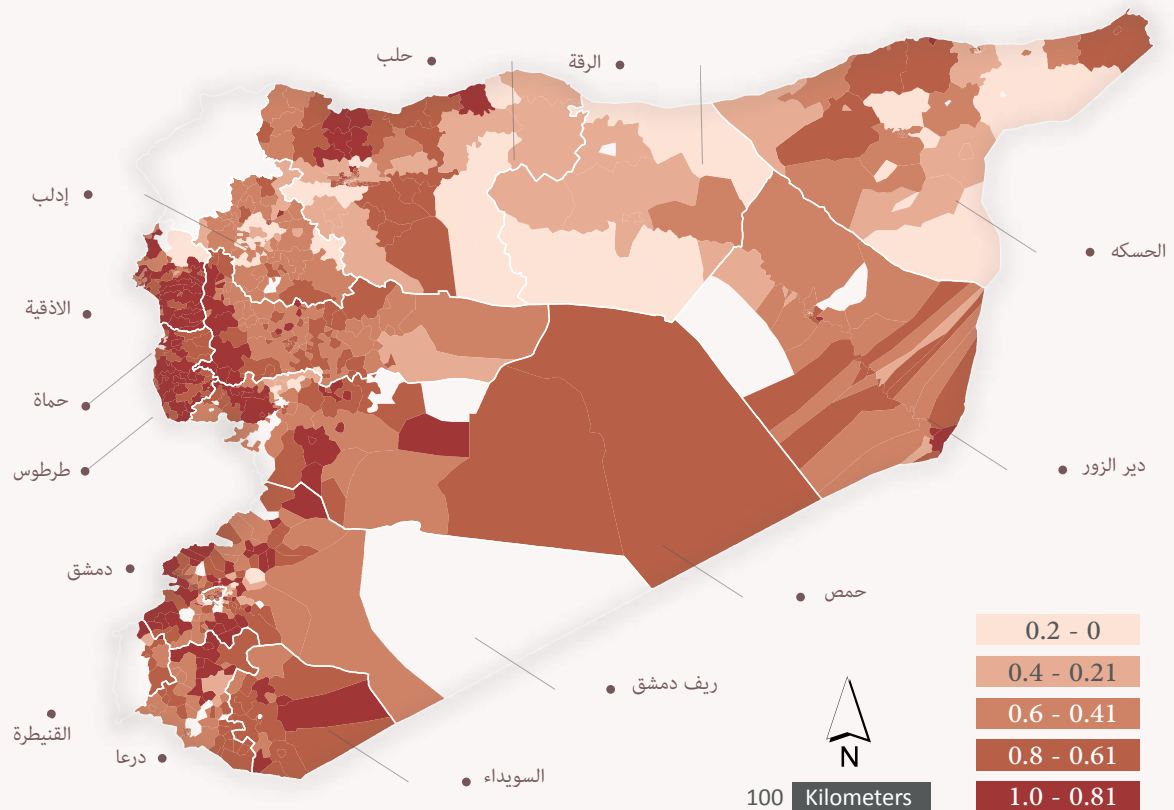 حلب
الرقة
إدلب
الحسكه
الاذقية
حماة
طرطوس
دير الزور
دمشق
حمص
ريف دمشق
القنيطرة
درعا
السويداء
0.2 - 0
0.4 - 0.21
0.6 - 0.41
0.8 - 0.61
1.0 - 0.81
N
100 Kilometers